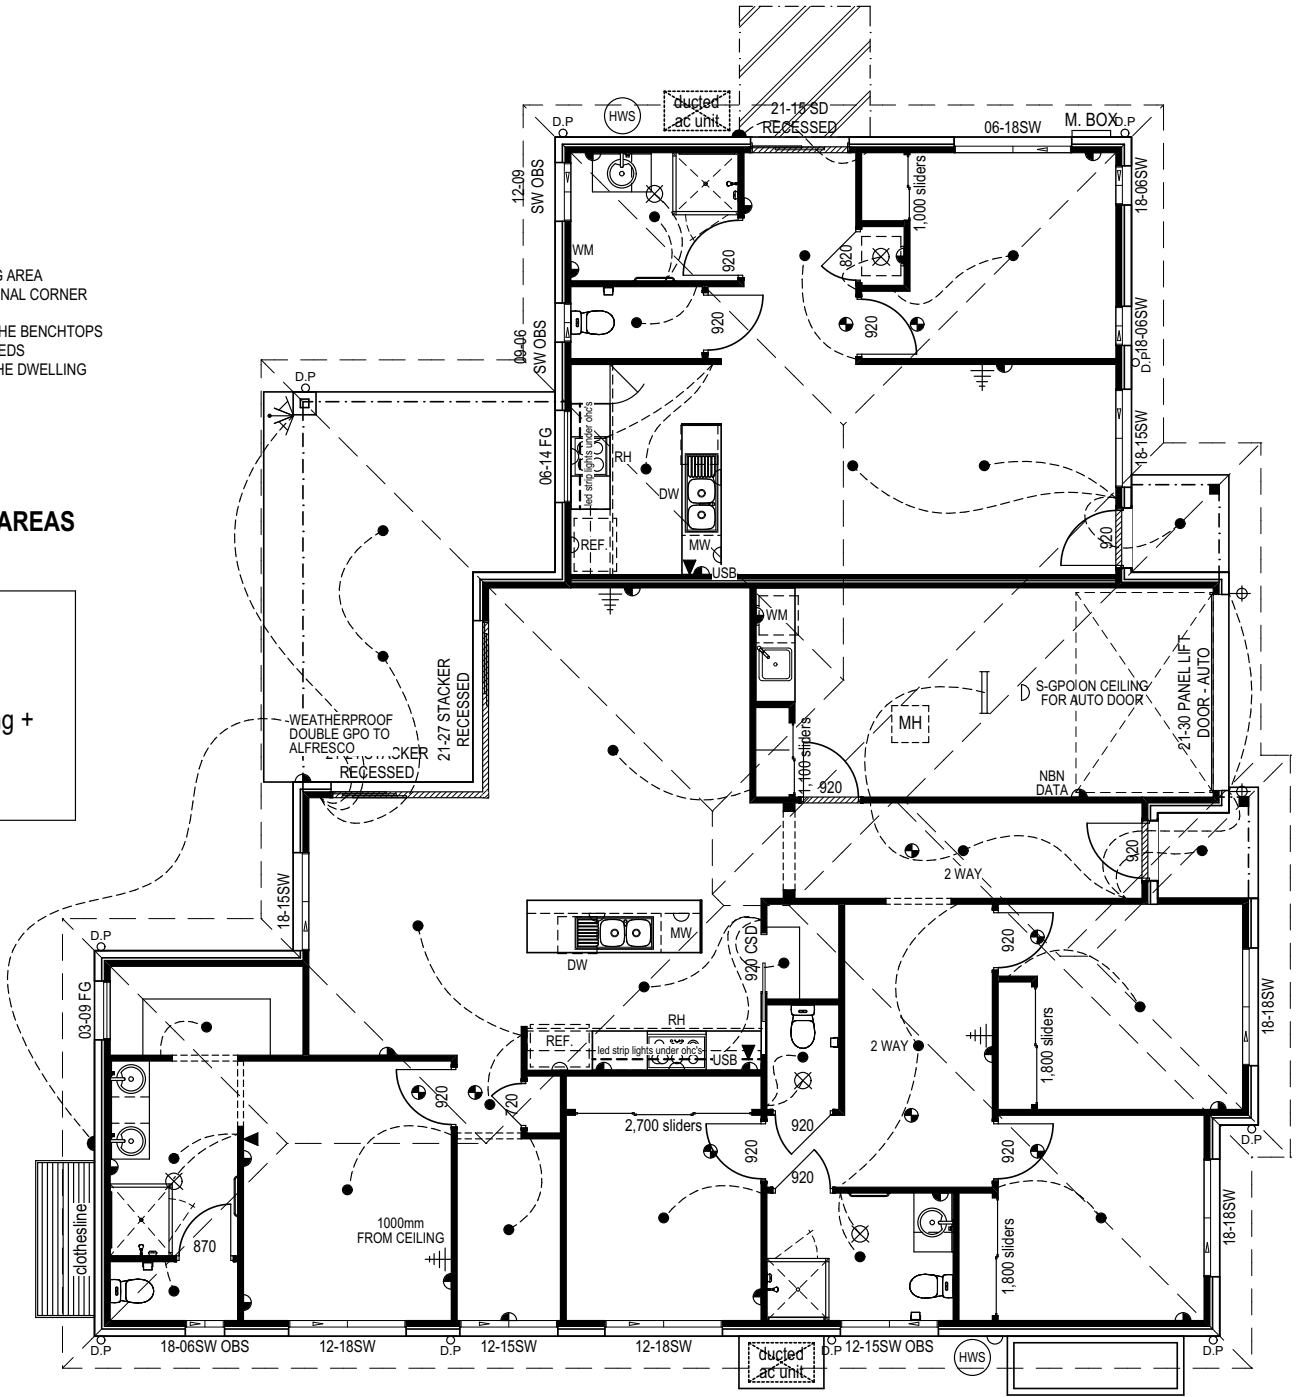 G AREA
NAL CORNER
HE BENCHTOPS
EDS
HE DWELLING
AREAS
ng +
D.P
HWS
ducted
ac unit
21-15 SD
RECESSED
06-18SW
M. BOX
D.P
12-09
SW OBS
1,000 sliders
18-06SW
WM
920
820
09-06
SW OBS
920
920
18-06SW
D.P
D.P
06-14 FG
led strip lights under ohc's
RH
DW
18-15SW
REF.
MW
USB
920
WM
21-27 STACKER
RECESSED
S-GPO ON CEILING
FOR AUTO DOOR
21-30 PANEL LIFT
DOOR - AUTO
MH
WEATHERPROOF
DOUBLE GPO TO
ALFRESCO
CKER
RECESSED
1,100 sliders
920
NBN
DATA
920
2 WAY
18-15SW
MW
DW
920 CSD
920
D.P
03-09 FG
RH
REF.
led strip lights under ohc's
USB
2 WAY
1,800 sliders
18-18SW
920
720
2,700 sliders
920
920
920
920
D.P
clothesline
870
1000mm
FROM CEILING
1,800 sliders
18-18SW
D.P
18-06SW OBS
12-18SW
D.P
12-15SW
12-18SW
ducted
ac unit
D.P
12-15SW OBS
HWS
D.P